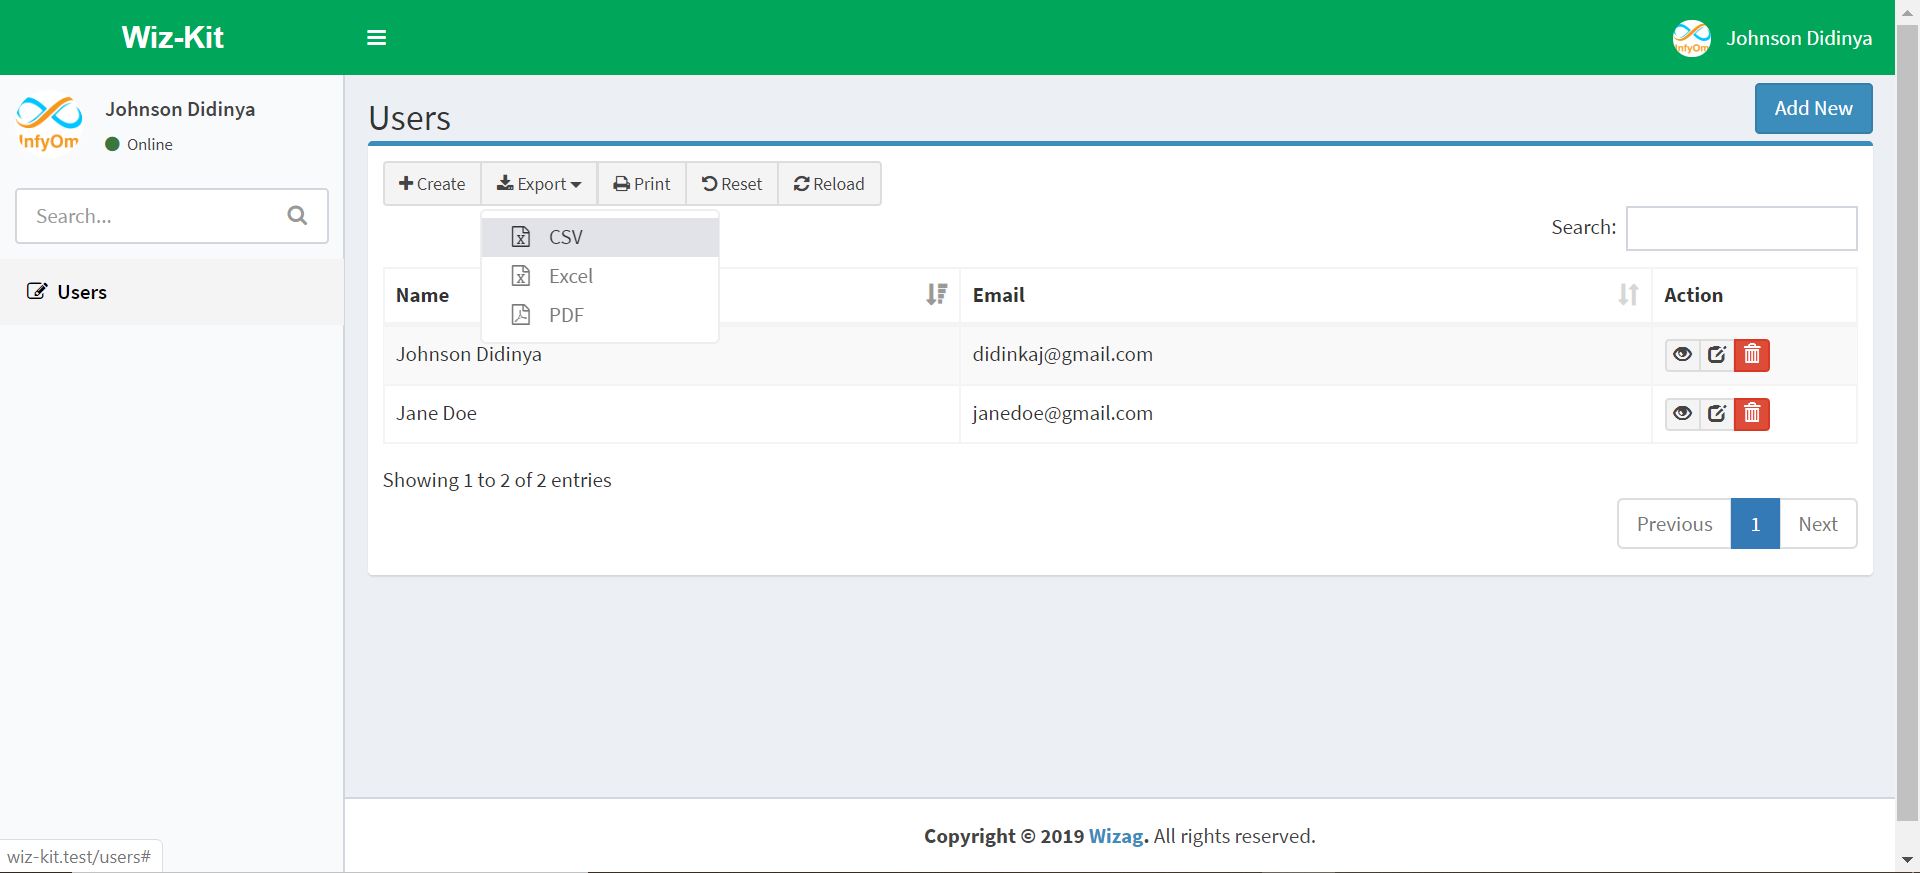 Wiz-Kit
InfyOm
Johnson Didinya
InfyOm
Johnson Didinya
Online
Search...
Users
Users
Add New
Create Export Print Reset Reload
CSV
Excel
PDF
Search:
Name Email Action
Johnson Didinya didinkaj@gmail.com
Jane Doe janedoe@gmail.com
Showing 1 to 2 of 2 entries
Previous 1 Next
Copyright © 2019 Wizag. All rights reserved.
wiz-kit.test/users#